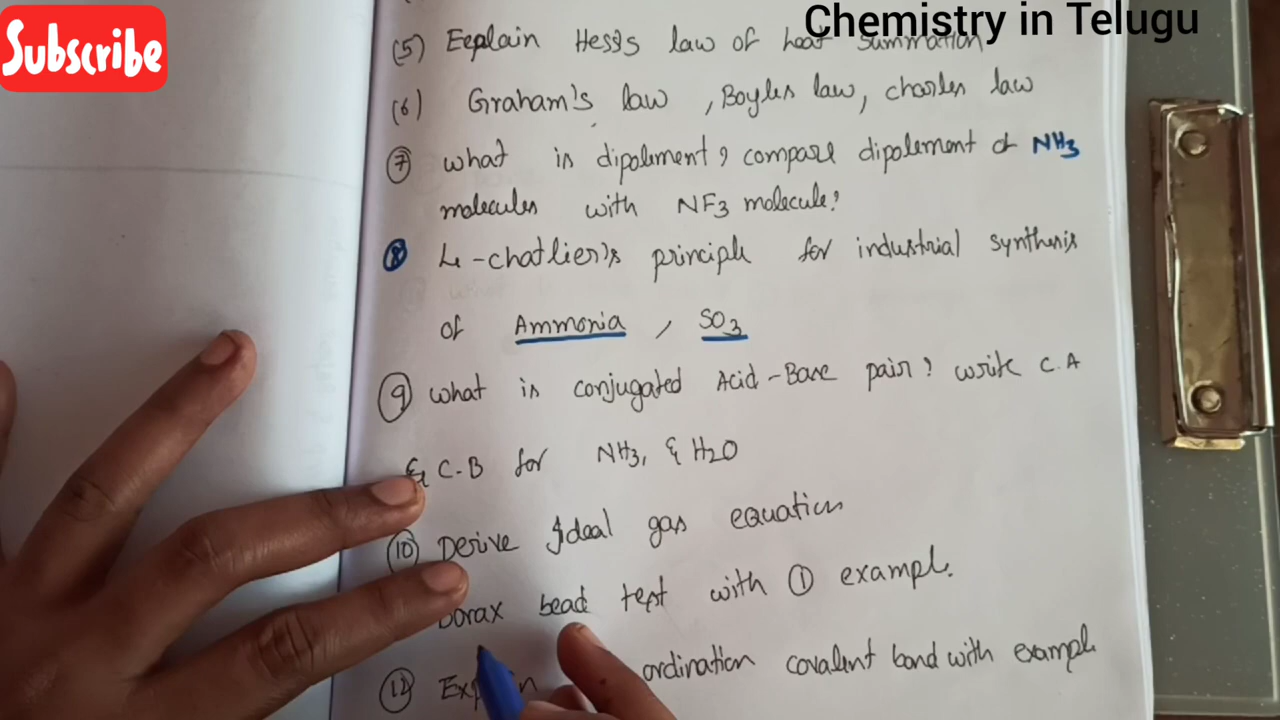 Subscribe
Chemistry in Telugu
(5) Eeplain Hess's law of heat summation
(6) Graham's law , Boyles law, charles law
(7) what is dipolement? compare dipolement of NH3
molecules with NF3 molecule?
(8) Le-chatlier's principle for industrial synthesis
of Ammonia , SO3
(9) what is conjugated Acid-Base pair? write C.A
& C.B for NH3, & H2O
(10) Derive Ideal gas equation
borax bead test with (1) example.
(12) ordination covalent bond with example